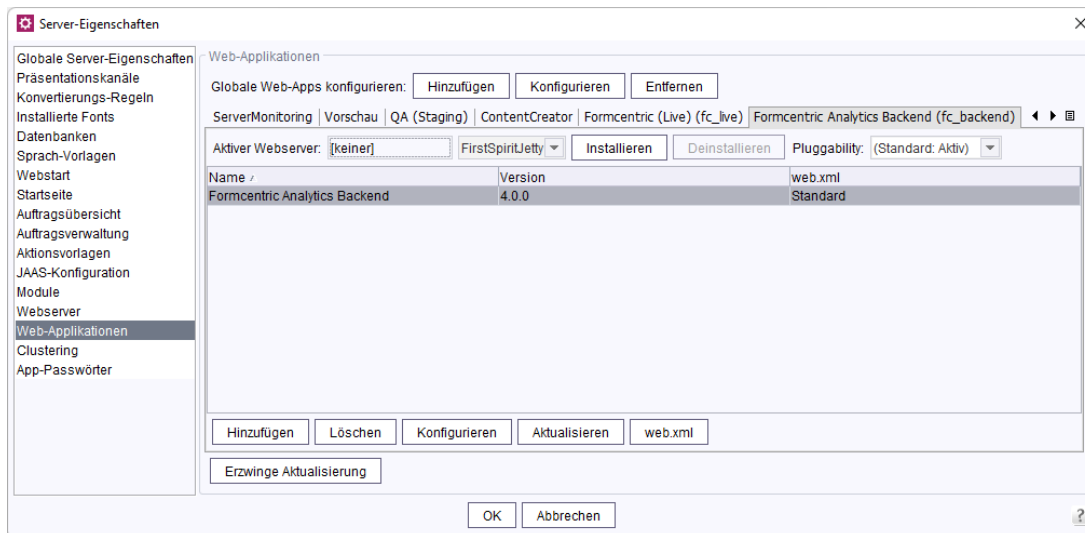 Server-Eigenschaften
Globale Server-Eigenschaften
Präsentationskanäle
Konvertierungs-Regeln
Installierte Fonts
Datenbanken
Sprach-Vorlagen
Webstart
Startseite
Auftragsübersicht
Auftragsverwaltung
Aktionsvorlagen
JAAS-Konfiguration
Module
Webserver
Web-Applikationen
Clustering
App-Passwörter
Web-Applikationen
Globale Web-Apps konfigurieren: Hinzufügen Konfigurieren Entfernen
ServerMonitoring Vorschau QA (Staging) ContentCreator Formcentric (Live) (fc_live) Formcentric Analytics Backend (fc_backend)
Aktiver Webserver: [keiner] FirstSpiritJetty Installieren Deinstallieren Pluggability: (Standard: Aktiv)
Name Version web.xml
Formcentric Analytics Backend 4.0.0 Standard
Hinzufügen Löschen Konfigurieren Aktualisieren web.xml
Erzwinge Aktualisierung
OK Abbrechen ?